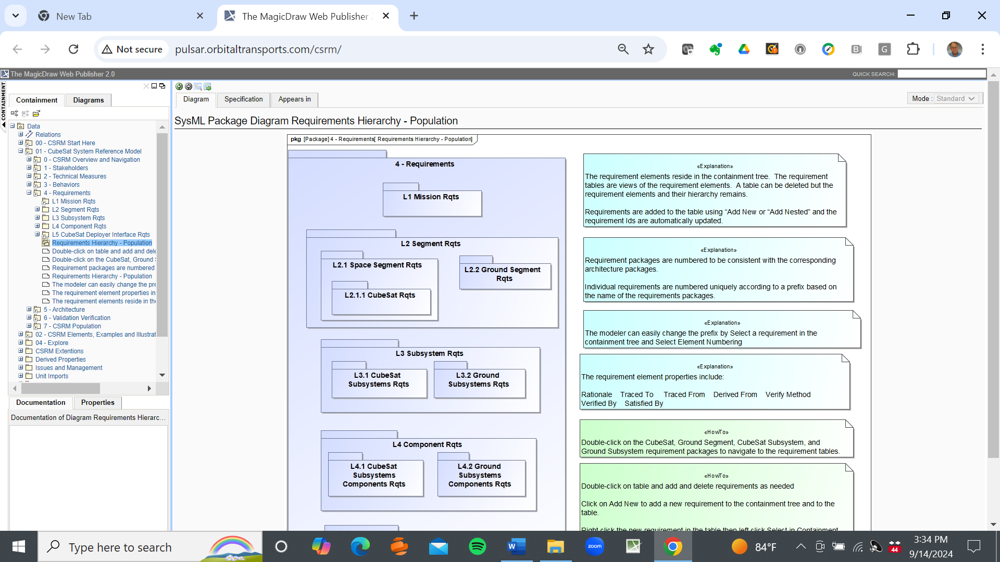 New Tab
The MagicDraw Web Publisher
Not secure
pulsar.orbitaltransports.com/csrm/
The MagicDraw Web Publisher 2.0
QUICK SEARCH:
CONTAINMENT
Containment
Diagrams
Data
Relations
00 - CSRM Start Here
01 - CubeSat System Reference Model
0 - CSRM Overview and Navigation
1 - Stakeholders
2 - Technical Measures
3 - Behaviors
4 - Requirements
L1 Mission Rqts
L2 Segment Rqts
L3 Subsystem Rqts
L4 Component Rqts
L5 CubeSat Deployer Interface Rqts
Requirements Hierarchy - Population
Double-click on table and add and dele
Double-click on the CubeSat, Ground
Requirement packages are numbered
Requirements Hierarchy - Population
The modeler can easily change the pre
The requirement element properties in
The requirement elements reside in the
5 - Architecture
6 - Validation Verification
7 - CSRM Population
02 - CSRM Elements, Examples and Illustrat
04 - Explore
CSRM Extentions
Derived Properties
Issues and Management
Unit Imports
Documentation
Properties
Documentation of Diagram Requirements Hierarc...
Diagram
Specification
Appears in
Mode :
Standard
SysML Package Diagram Requirements Hierarchy - Population
pkg [Package] 4 - Requirements[ Requirements Hierarchy - Population]
4 - Requirements
L1 Mission Rqts
L2 Segment Rqts
L2.1 Space Segment Rqts
L2.1.1 CubeSat Rqts
L2.2 Ground Segment
Rqts
L3 Subsystem Rqts
L3.1 CubeSat
Subsystems Rqts
L3.2 Ground
Subsystems Rqts
L4 Component Rqts
L4.1 CubeSat
Subsystems
Components Rqts
L4.2 Ground
Subsystems
Components Rqts
«Explanation»
The requirement elements reside in the containment tree. The requirement
tables are views of the requirement elements. A table can be deleted but the
requirement elements and their hierarchy remains.
Requirements are added to the table using “Add New or “Add Nested” and the
requirement Ids are automatically updated.
«Explanation»
Requirement packages are numbered to be consistent with the corresponding
architecture packages.
Individual requirements are numbered uniquely according to a prefix based on
the name of the requirements packages.
«Explanation»
The modeler can easily change the prefix by Select a requirement in the
containment tree and Select Element Numbering
«Explanation»
The requirement element properties include:
Rationale Traced To Traced From Derived From Verify Method
Verified By Satisfied By
«HowTo»
Double-click on the CubeSat, Ground Segment, CubeSat Subsystem, and
Ground Subsystem requirement packages to navigate to the requirement tables.
«HowTo»
Double-click on table and add and delete requirements as needed
Click on Add New to add a new requirement to the containment tree and to the
table.
Right click the new requirement in the table then left click Select in Containment
Type here to search
zoom
84°F
44
3:34 PM
9/14/2024